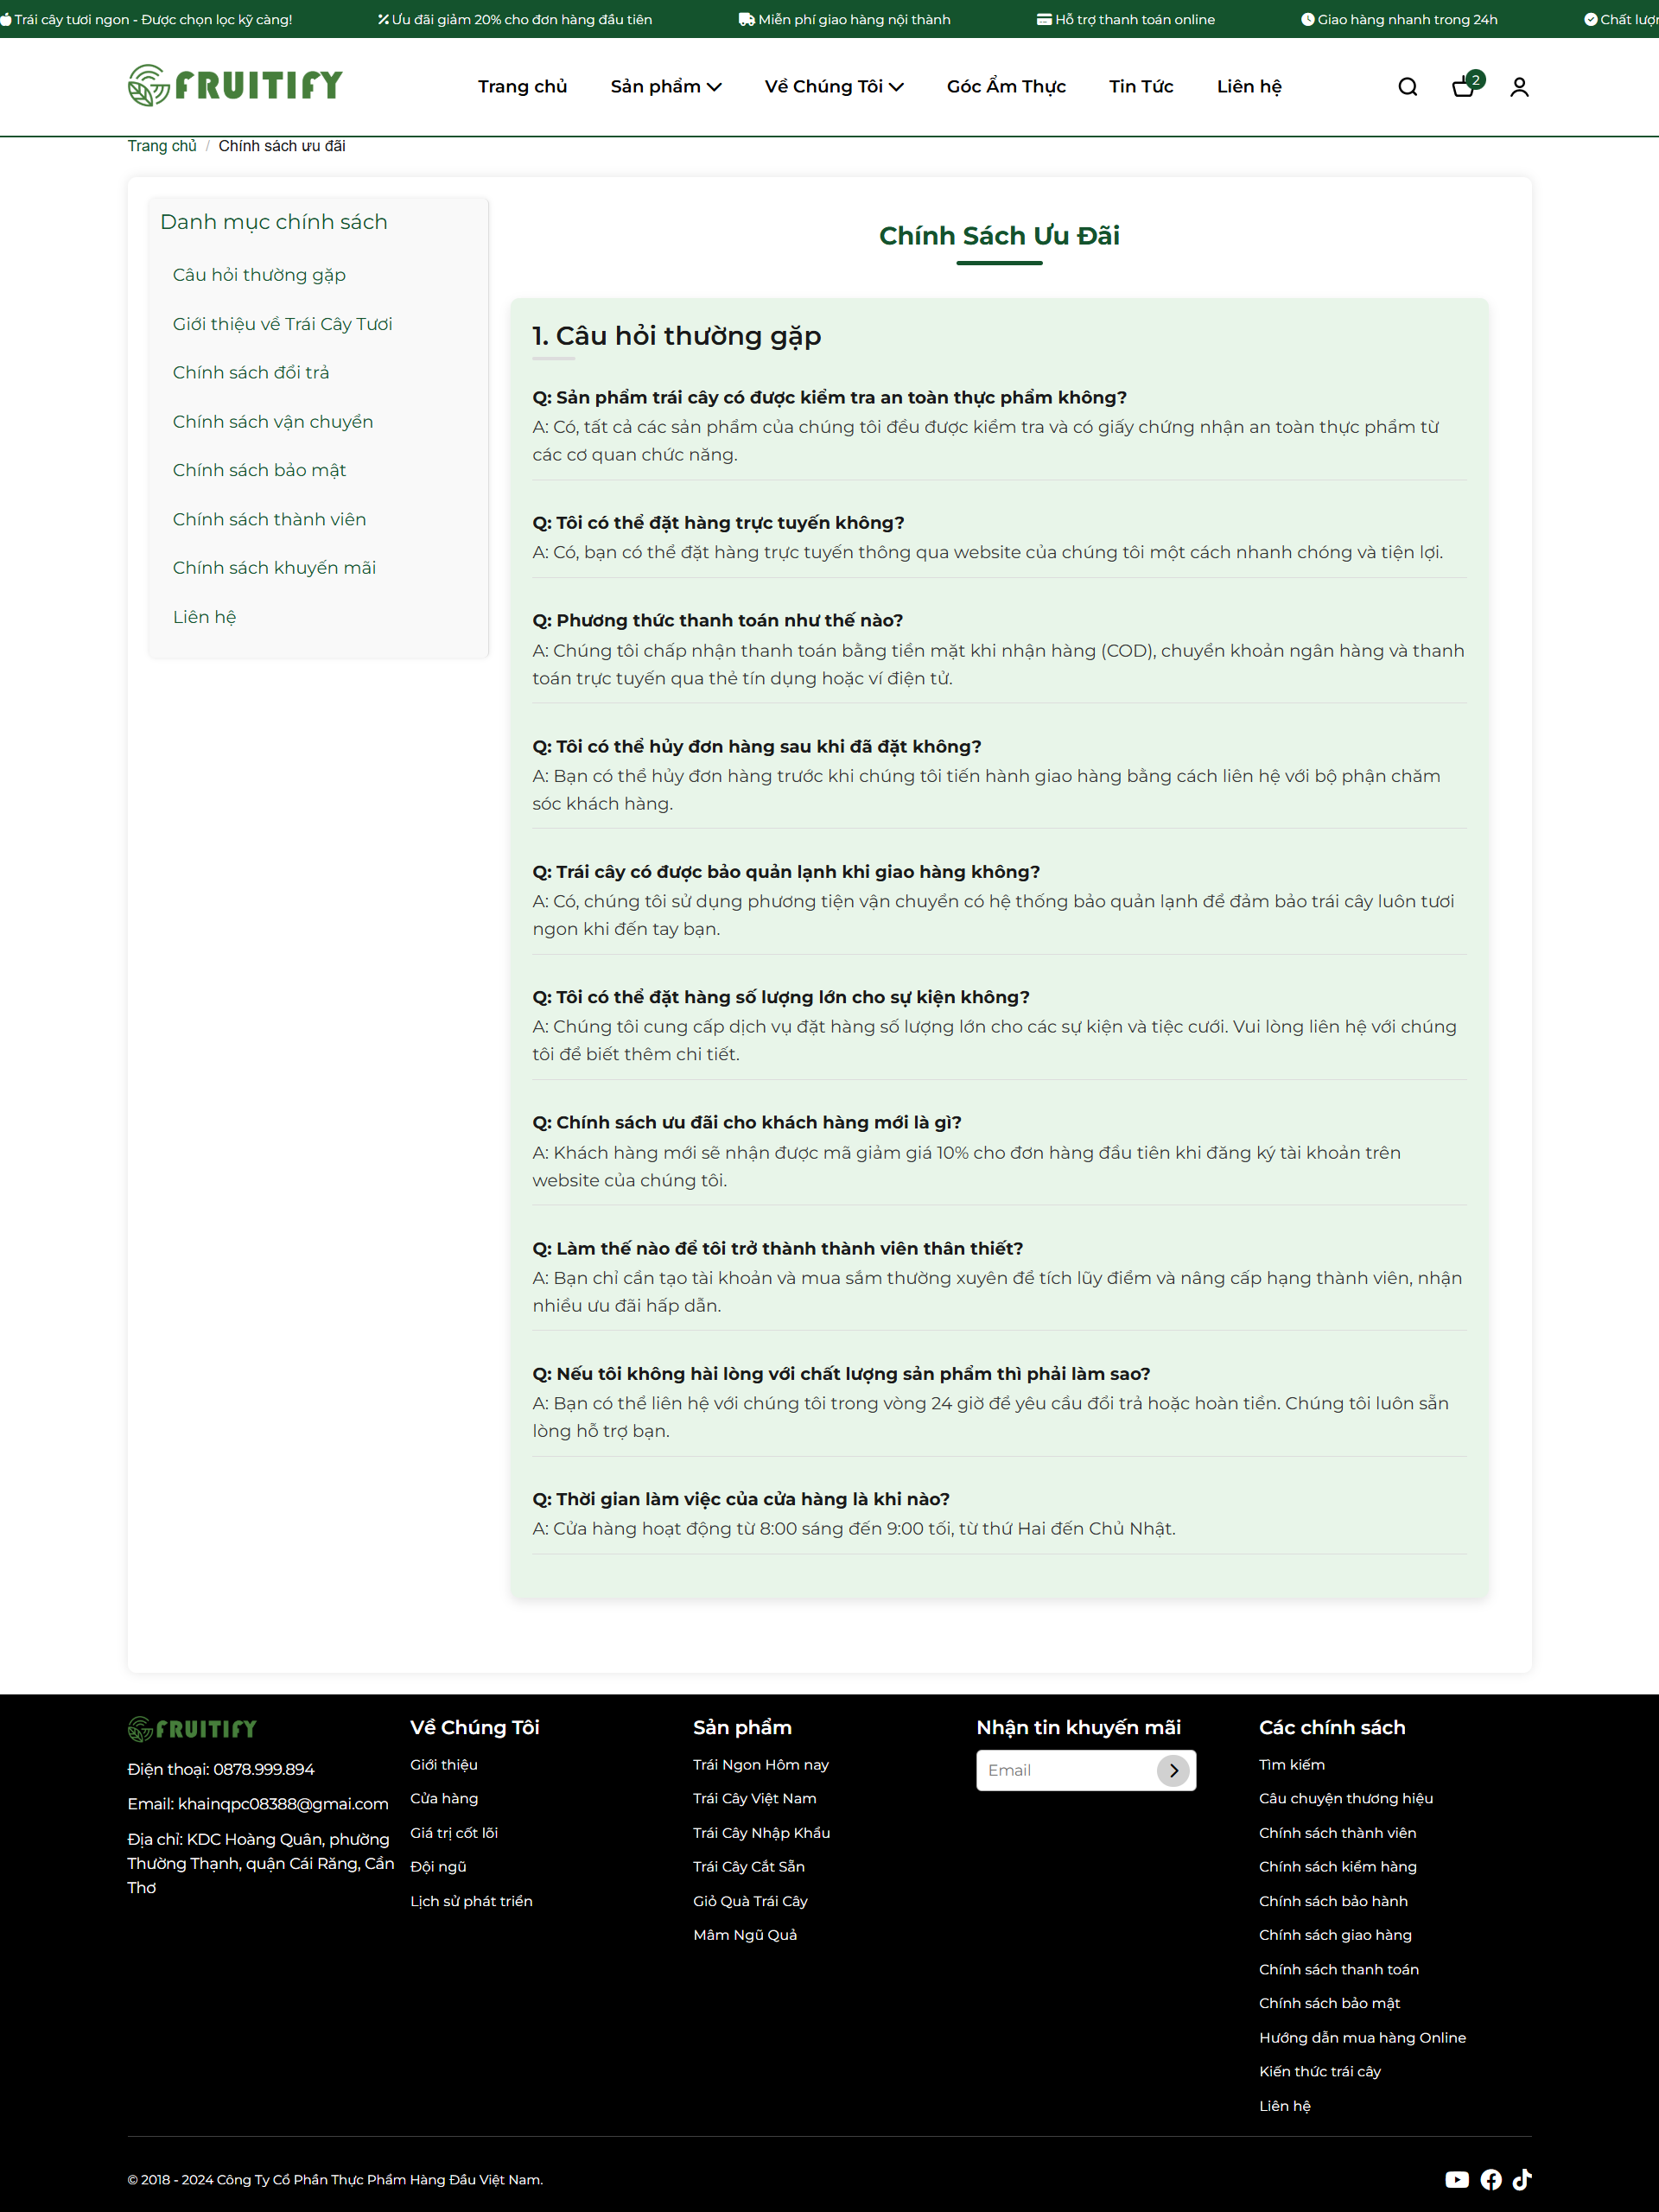 Trái cây tươi ngon - Được chọn lọc kỹ càng!
Ưu đãi giảm 20% cho đơn hàng đầu tiên
Miễn phí giao hàng nội thành
Hỗ trợ thanh toán online
Giao hàng nhanh trong 24h
Chất lượn
FRUITIFY
Trang chủ
Sản phẩm
Về Chúng Tôi
Góc Ẩm Thực
Tin Tức
Liên hệ
2
Trang chủ / Chính sách ưu đãi
Danh mục chính sách
Câu hỏi thường gặp
Giới thiệu về Trái Cây Tươi
Chính sách đổi trả
Chính sách vận chuyển
Chính sách bảo mật
Chính sách thành viên
Chính sách khuyến mãi
Liên hệ
Chính Sách Ưu Đãi
1. Câu hỏi thường gặp
Q: Sản phẩm trái cây có được kiểm tra an toàn thực phẩm không?
A: Có, tất cả các sản phẩm của chúng tôi đều được kiểm tra và có giấy chứng nhận an toàn thực phẩm từ
các cơ quan chức năng.
Q: Tôi có thể đặt hàng trực tuyến không?
A: Có, bạn có thể đặt hàng trực tuyến thông qua website của chúng tôi một cách nhanh chóng và tiện lợi.
Q: Phương thức thanh toán như thế nào?
A: Chúng tôi chấp nhận thanh toán bằng tiền mặt khi nhận hàng (COD), chuyển khoản ngân hàng và thanh
toán trực tuyến qua thẻ tín dụng hoặc ví điện tử.
Q: Tôi có thể hủy đơn hàng sau khi đã đặt không?
A: Bạn có thể hủy đơn hàng trước khi chúng tôi tiến hành giao hàng bằng cách liên hệ với bộ phận chăm
sóc khách hàng.
Q: Trái cây có được bảo quản lạnh khi giao hàng không?
A: Có, chúng tôi sử dụng phương tiện vận chuyển có hệ thống bảo quản lạnh để đảm bảo trái cây luôn tươi
ngon khi đến tay bạn.
Q: Tôi có thể đặt hàng số lượng lớn cho sự kiện không?
A: Chúng tôi cung cấp dịch vụ đặt hàng số lượng lớn cho các sự kiện và tiệc cưới. Vui lòng liên hệ với chúng
tôi để biết thêm chi tiết.
Q: Chính sách ưu đãi cho khách hàng mới là gì?
A: Khách hàng mới sẽ nhận được mã giảm giá 10% cho đơn hàng đầu tiên khi đăng ký tài khoản trên
website của chúng tôi.
Q: Làm thế nào để tôi trở thành thành viên thân thiết?
A: Bạn chỉ cần tạo tài khoản và mua sắm thường xuyên để tích lũy điểm và nâng cấp hạng thành viên, nhận
nhiều ưu đãi hấp dẫn.
Q: Nếu tôi không hài lòng với chất lượng sản phẩm thì phải làm sao?
A: Bạn có thể liên hệ với chúng tôi trong vòng 24 giờ để yêu cầu đổi trả hoặc hoàn tiền. Chúng tôi luôn sẵn
lòng hỗ trợ bạn.
Q: Thời gian làm việc của cửa hàng là khi nào?
A: Cửa hàng hoạt động từ 8:00 sáng đến 9:00 tối, từ thứ Hai đến Chủ Nhật.
FRUITIFY
Điện thoại: 0878.999.894
Email: khainqpc08388@gmai.com
Địa chỉ: KDC Hoàng Quân, phường
Thường Thạnh, quận Cái Răng, Cần
Thơ
Về Chúng Tôi
Giới thiệu
Cửa hàng
Giá trị cốt lõi
Đội ngũ
Lịch sử phát triển
Sản phẩm
Trái Ngon Hôm nay
Trái Cây Việt Nam
Trái Cây Nhập Khẩu
Trái Cây Cắt Sẵn
Giỏ Quà Trái Cây
Mâm Ngũ Quả
Nhận tin khuyến mãi
Email
Các chính sách
Tìm kiếm
Câu chuyện thương hiệu
Chính sách thành viên
Chính sách kiểm hàng
Chính sách bảo hành
Chính sách giao hàng
Chính sách thanh toán
Chính sách bảo mật
Hướng dẫn mua hàng Online
Kiến thức trái cây
Liên hệ
© 2018 - 2024 Công Ty Cổ Phần Thực Phẩm Hàng Đầu Việt Nam.